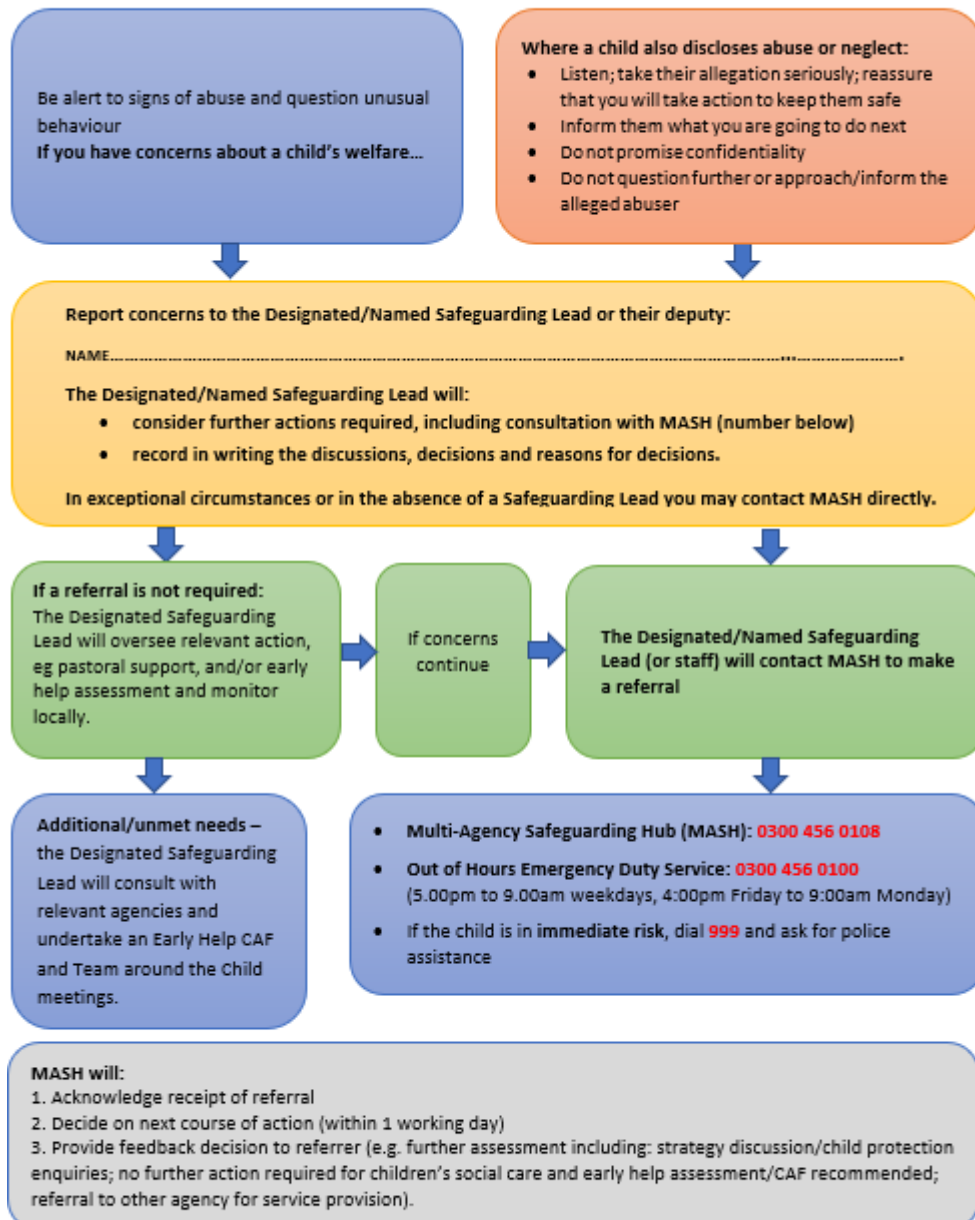 Be alert to signs of abuse and question unusual
behaviour
If you have concerns about a child's welfare…
Where a child also discloses abuse or neglect:
• Listen; take their allegation seriously; reassure
that you will take action to keep them safe
• Inform them what you are going to do next
• Do not promise confidentiality
• Do not question further or approach/inform the
alleged abuser
Report concerns to the Designated/Named Safeguarding Lead or their deputy:
NAME……………………………………………………………………………………………………………………...…………………. 
The Designated/Named Safeguarding Lead will:
• consider further actions required, including consultation with MASH (number below)
• record in writing the discussions, decisions and reasons for decisions.
In exceptional circumstances or in the absence of a Safeguarding Lead you may contact MASH directly.
If a referral is not required:
The Designated Safeguarding
Lead will oversee relevant action,
eg pastoral support, and/or early
help assessment and monitor
locally.
If concerns
continue
The Designated/Named Safeguarding
Lead (or staff) will contact MASH to make
a referral
Additional/unmet needs –
the Designated Safeguarding
Lead will consult with
relevant agencies and
undertake an Early Help CAF
and Team around the Child
meetings.
• Multi-Agency Safeguarding Hub (MASH): 0300 456 0108
• Out of Hours Emergency Duty Service: 0300 456 0100
(5.00pm to 9.00am weekdays, 4:00pm Friday to 9:00am Monday)
• If the child is in immediate risk, dial 999 and ask for police
assistance
MASH will:
1. Acknowledge receipt of referral
2. Decide on next course of action (within 1 working day)
3. Provide feedback decision to referrer (e.g. further assessment including: strategy discussion/child protection
enquiries; no further action required for children's social care and early help assessment/CAF recommended;
referral to other agency for service provision).